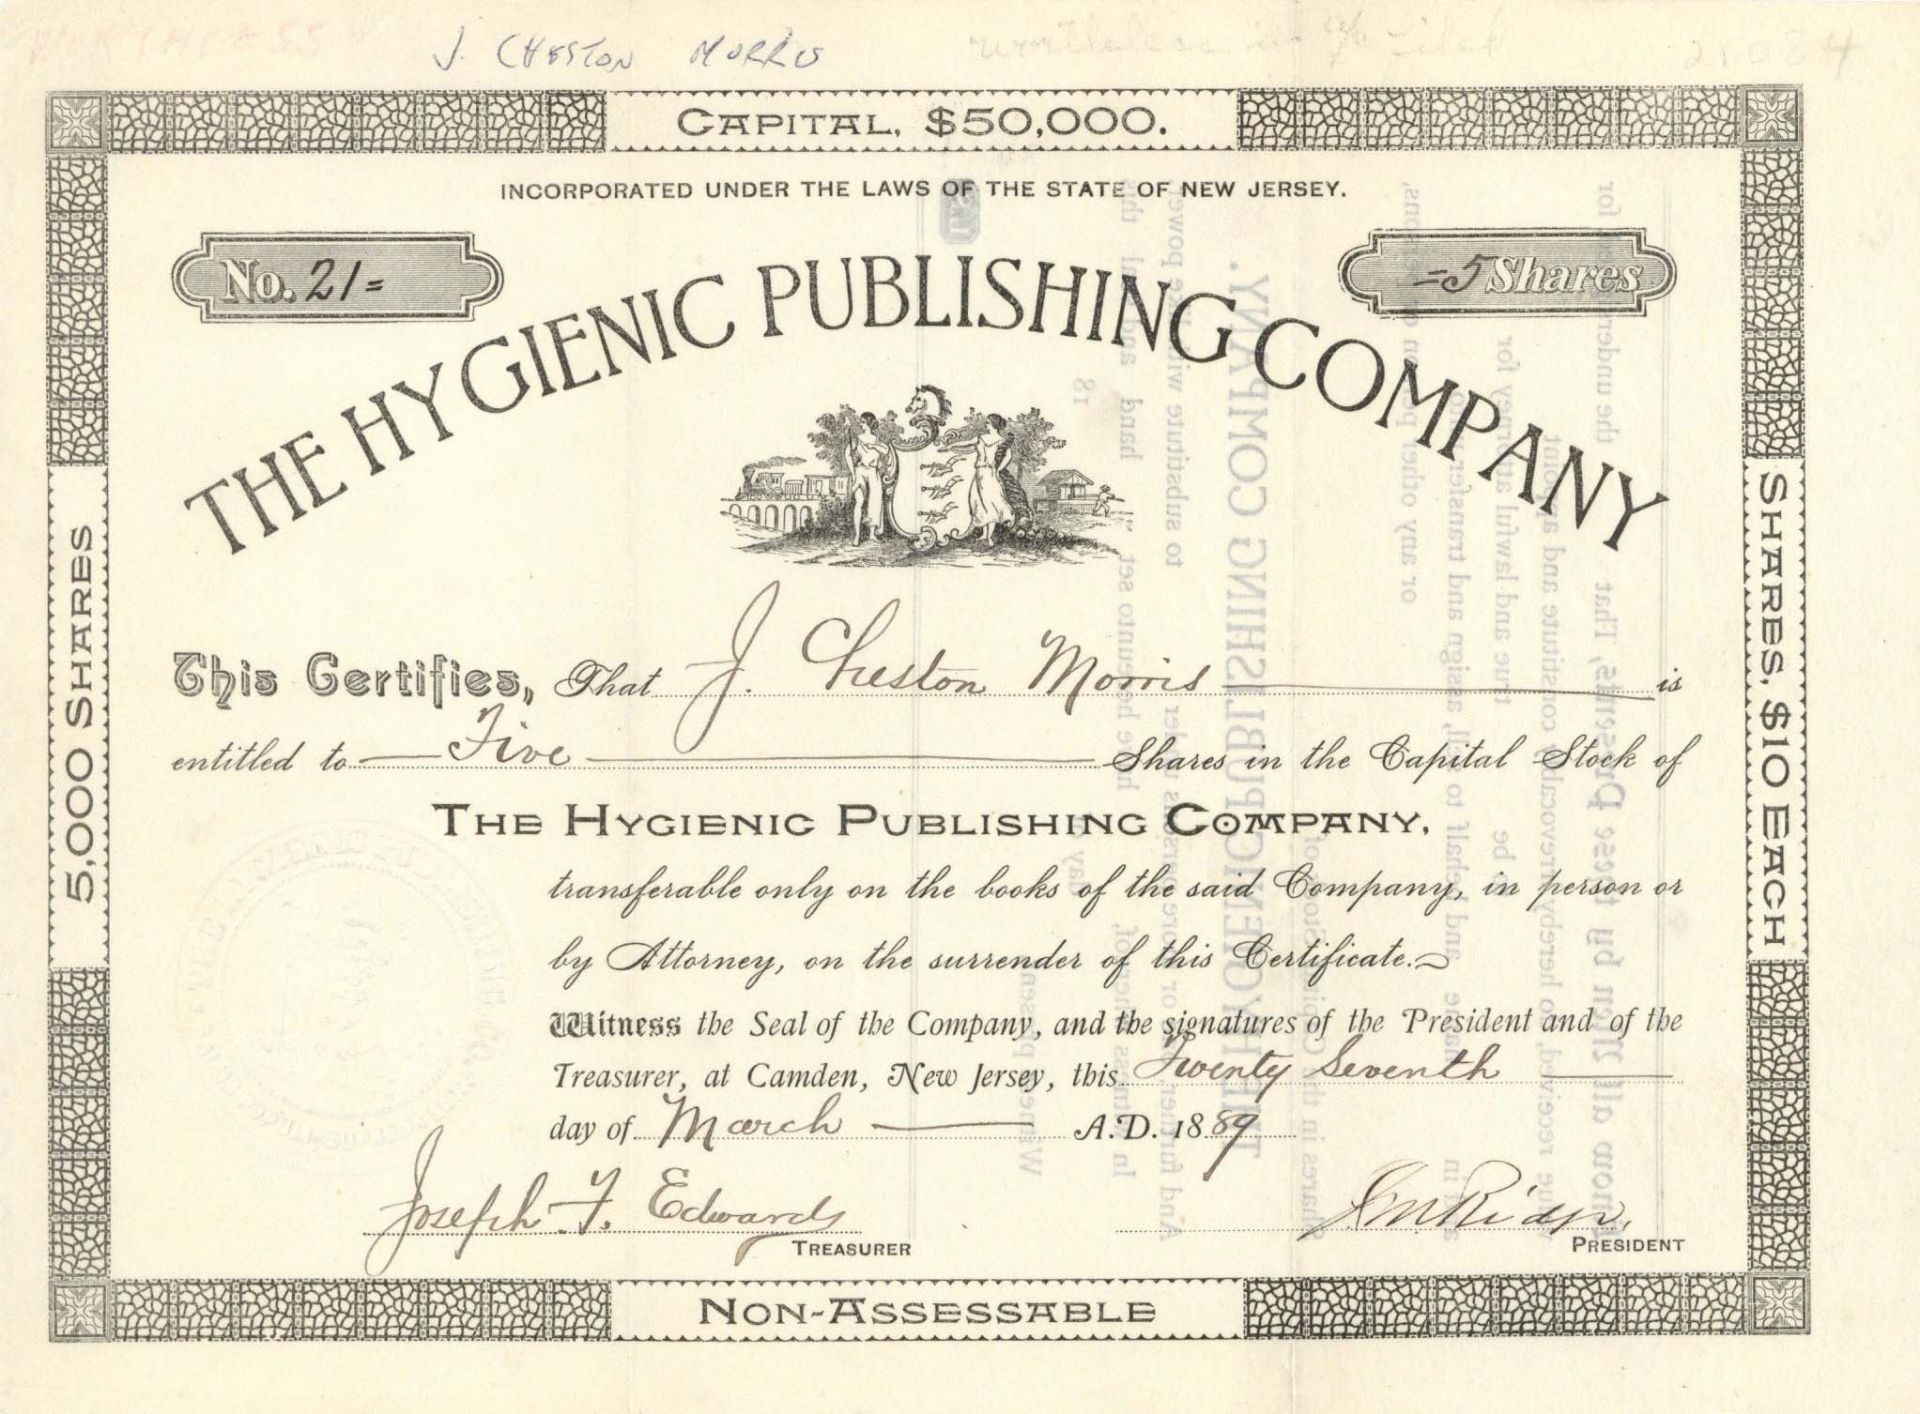 WORTHLESS
J. CHESTON MORRIS
21084
CAPITAL, $50,000.
INCORPORATED UNDER THE LAWS OF THE STATE OF NEW JERSEY.
No. 21=
=5 Shares
THE HYGIENIC PUBLISHING COMPANY
5,000 SHARES
SHARES, $10 EACH
This Certifies, That J. Cheston Morris is
entitled to Five Shares in the Capital Stock of
THE HYGIENIC PUBLISHING COMPANY,
transferable only on the books of the said Company, in person or
by Attorney, on the surrender of this Certificate.
Witness the Seal of the Company, and the signatures of the President and of the
Treasurer, at Camden, New Jersey, this Twenty Seventh
day of March A.D. 1889
Joseph F. Edwards
TREASURER
PRESIDENT
NON-ASSESSABLE